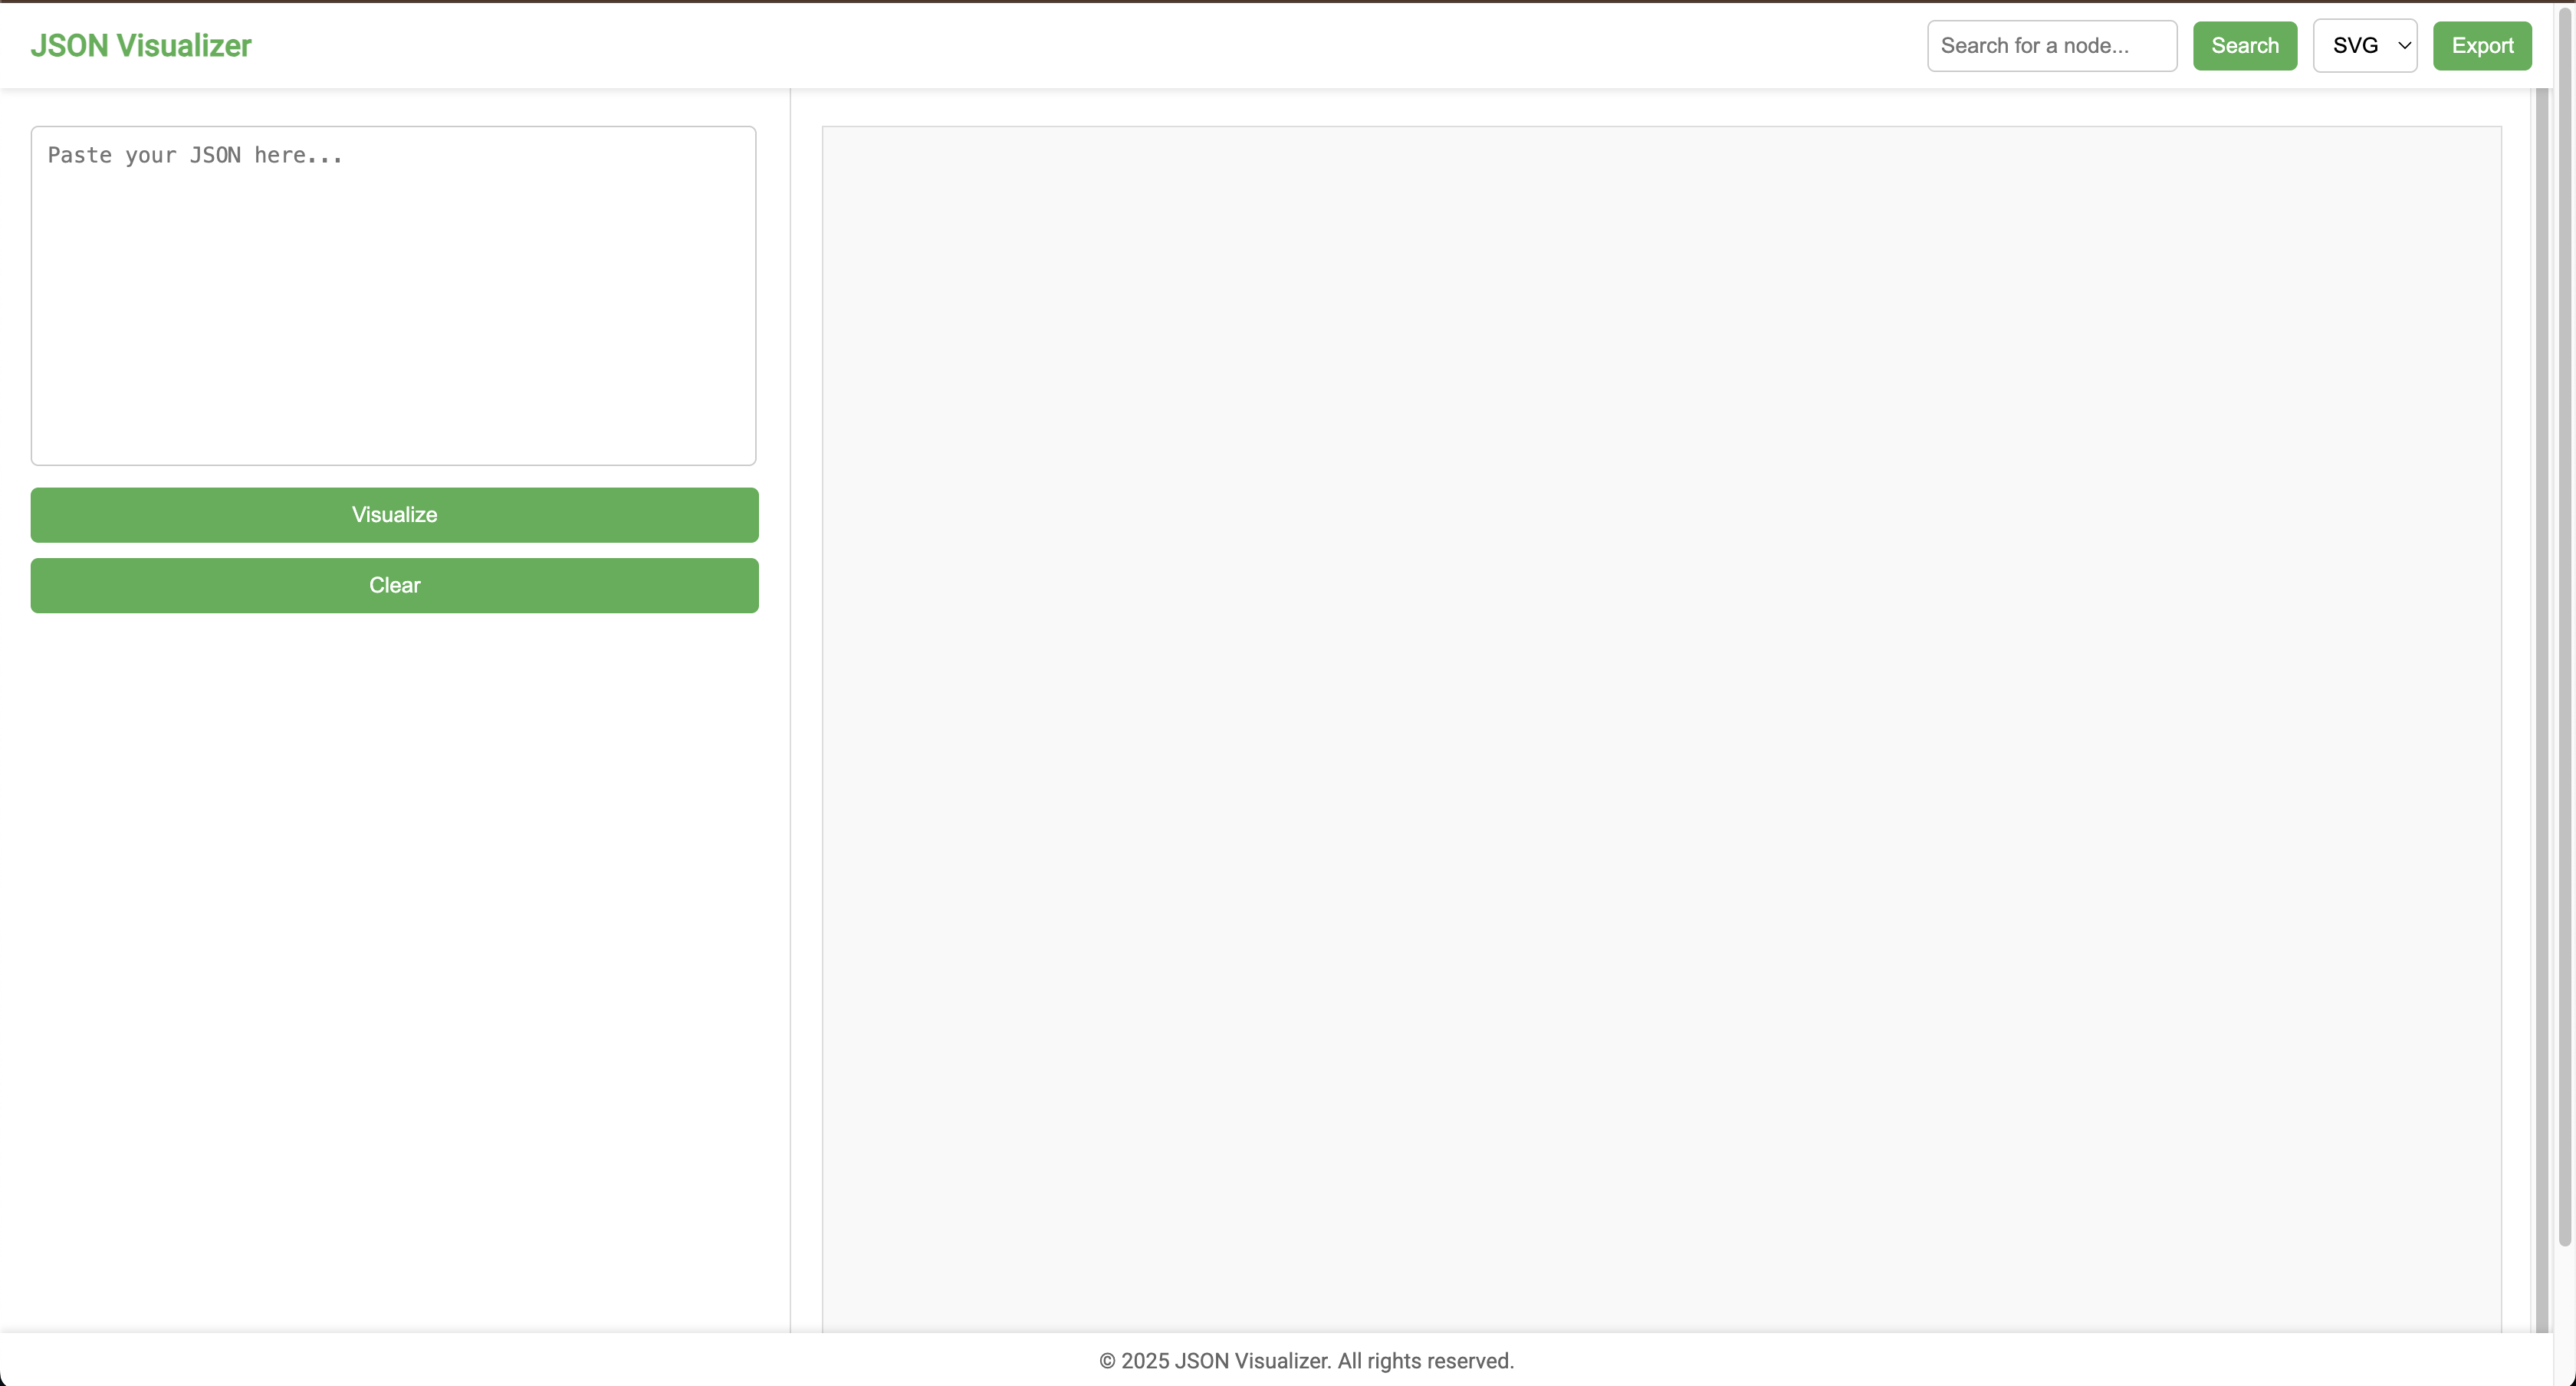 JSON Visualizer
Search for a node...
Search
SVG
Export
Paste your JSON here...
Visualize
Clear
© 2025 JSON Visualizer. All rights reserved.